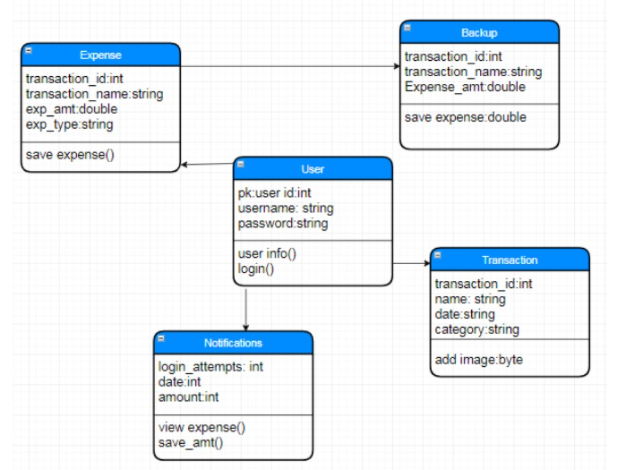 Expense
transaction_id:int
transaction_name:string
exp_amt:double
exp_type:string
save expense()
Backup
transaction_id:int
transaction_name:string
Expense_amt:double
save expense:double
User
pk:user id:int
username: string
password:string
user info()
login()
Transaction
transaction_id:int
name: string
date:string
category:string
add image:byte
Notifications
login_attempts: int
date:int
amount:int
view expense()
save_amt()